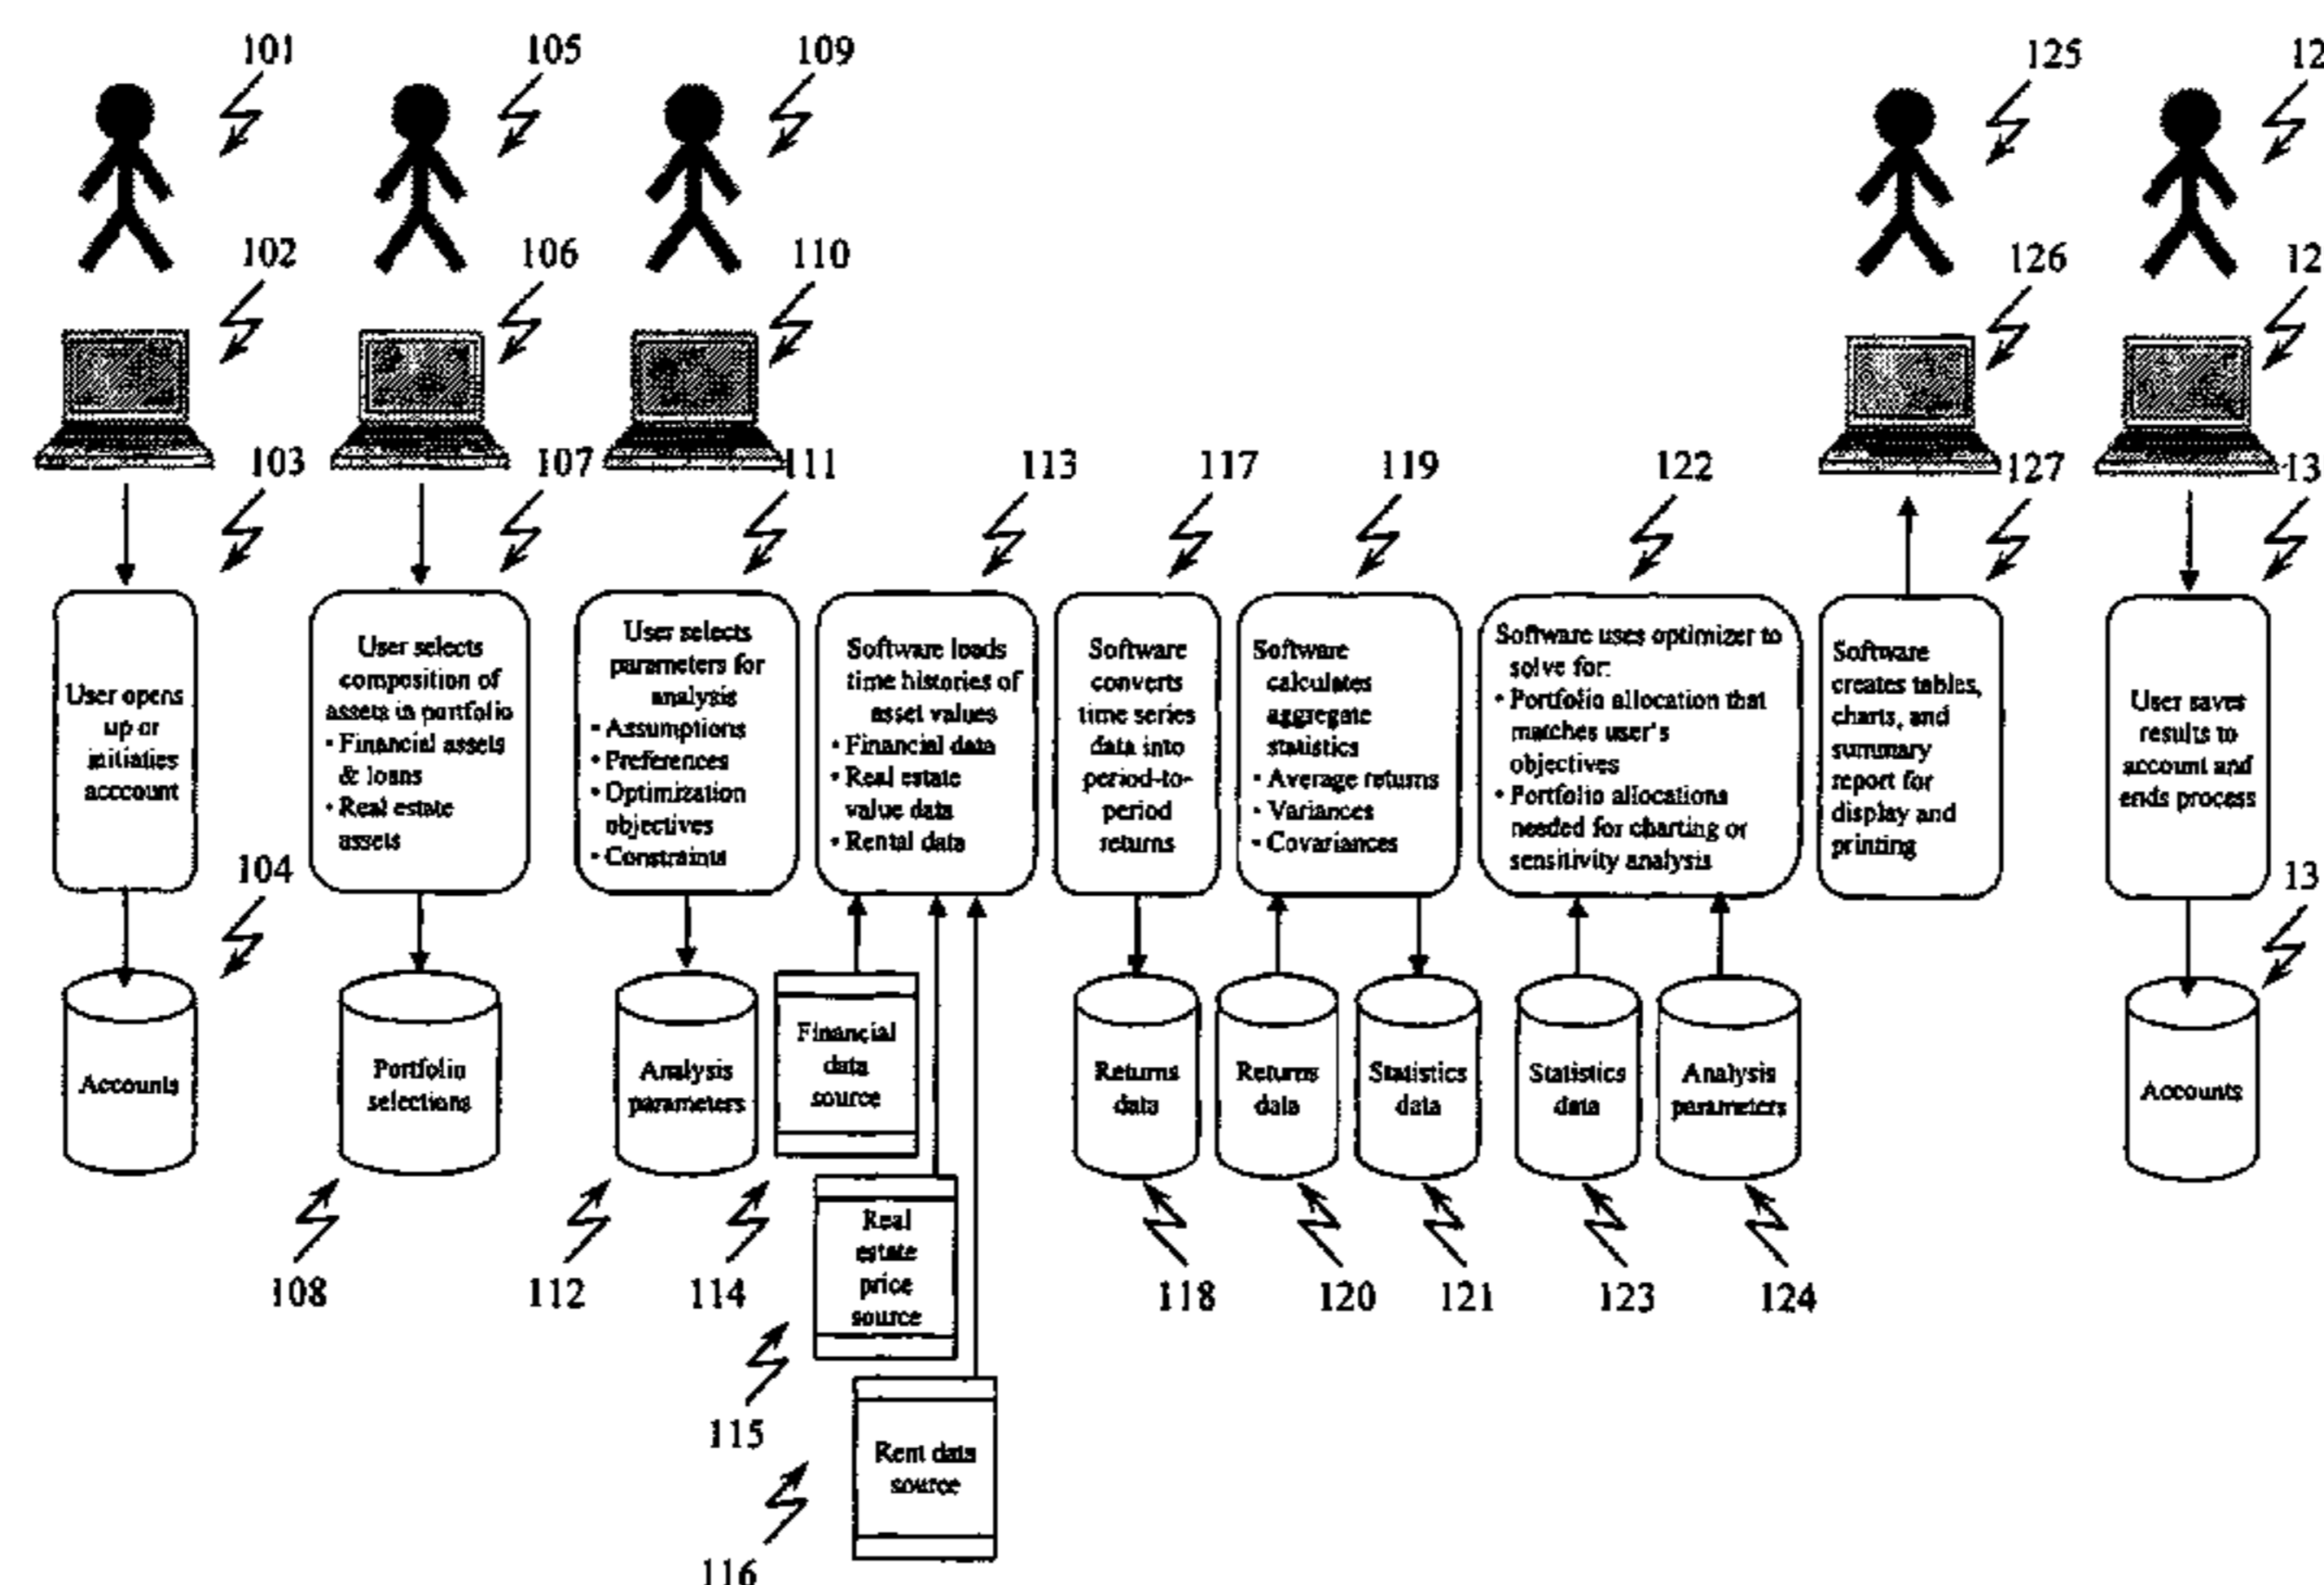 101
105
109
125
12
102
106
110
126
12
103
107
111
113
117
119
122
127
13
User opens
up or
initiaties
acccount
User selects
composition of
assets in portfolio
• Financial assets
& loans
• Real estate
assets
User selects
parameters for
analysis
• Assumptions
• Preferences
• Optimization
objectives
• Constraints
Software loads
time histories of
asset values
• Financial data
• Real estate
value data
• Rental data
Software
converts
time series
data into
period-to-
period
returns
Software
calculates
aggregate
statistics
• Average returns
• Variances
• Covariances
Software uses optimizer to
solve for:
• Portfolio allocation that
matches user's
objectives
• Portfolio allocations
needed for charting or
sensitivity analysis
Software
creates tables,
charts, and
summary
report for
display and
printing
User saves
results to
account and
ends process
104
13
Accounts
Portfolio
selections
Analysis
parameters
Financial
data
source
Returns
data
Returns
data
Statistics
data
Statistics
data
Analysis
parameters
Accounts
Real
estate
price
source
108
112
114
118
120
121
123
124
115
Rent data
source
116